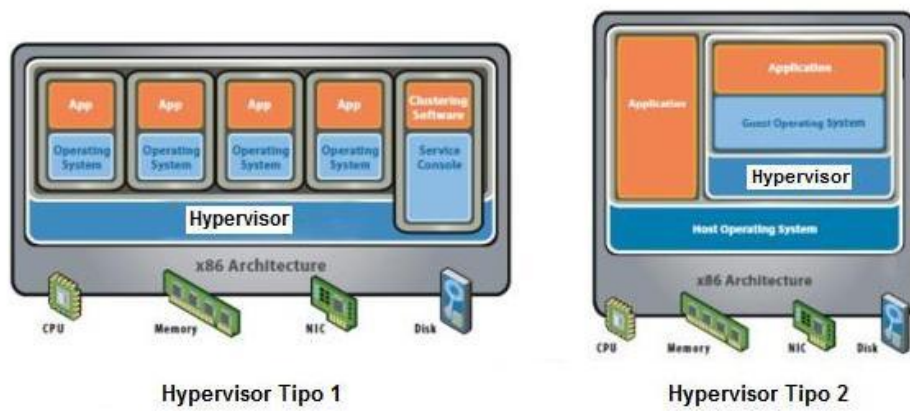 App App App App Clustering
Software
Operating
System
Operating
System
Operating
System
Operating
System
Service
Console
Hypervisor
x86 Architecture
CPU Memory NIC Disk
Hypervisor Tipo 1
Application
Application
Guest Operating System
Hypervisor
Host Operating System
x86 Architecture
CPU Memory NIC Disk
Hypervisor Tipo 2